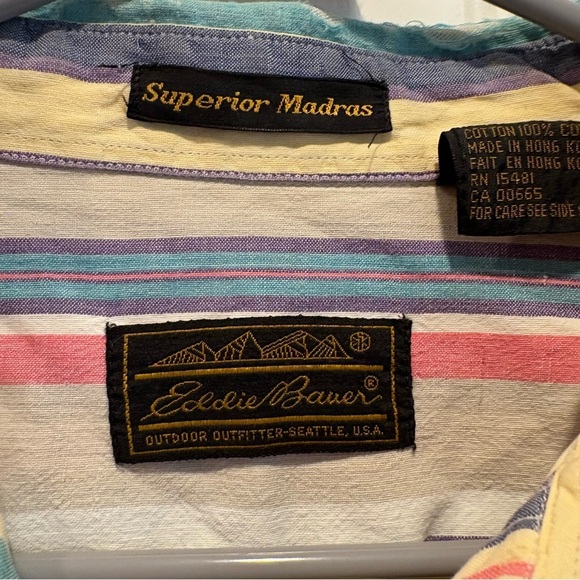 Superior Madras
COTTON 100%
MADE IN HONG
FAIT EN HONG
RN 15481
CA 00665
FOR CARE SEE SIDE
Eddie Bauer®
OUTDOOR OUTFITTER-SEATTLE, U.S.A.